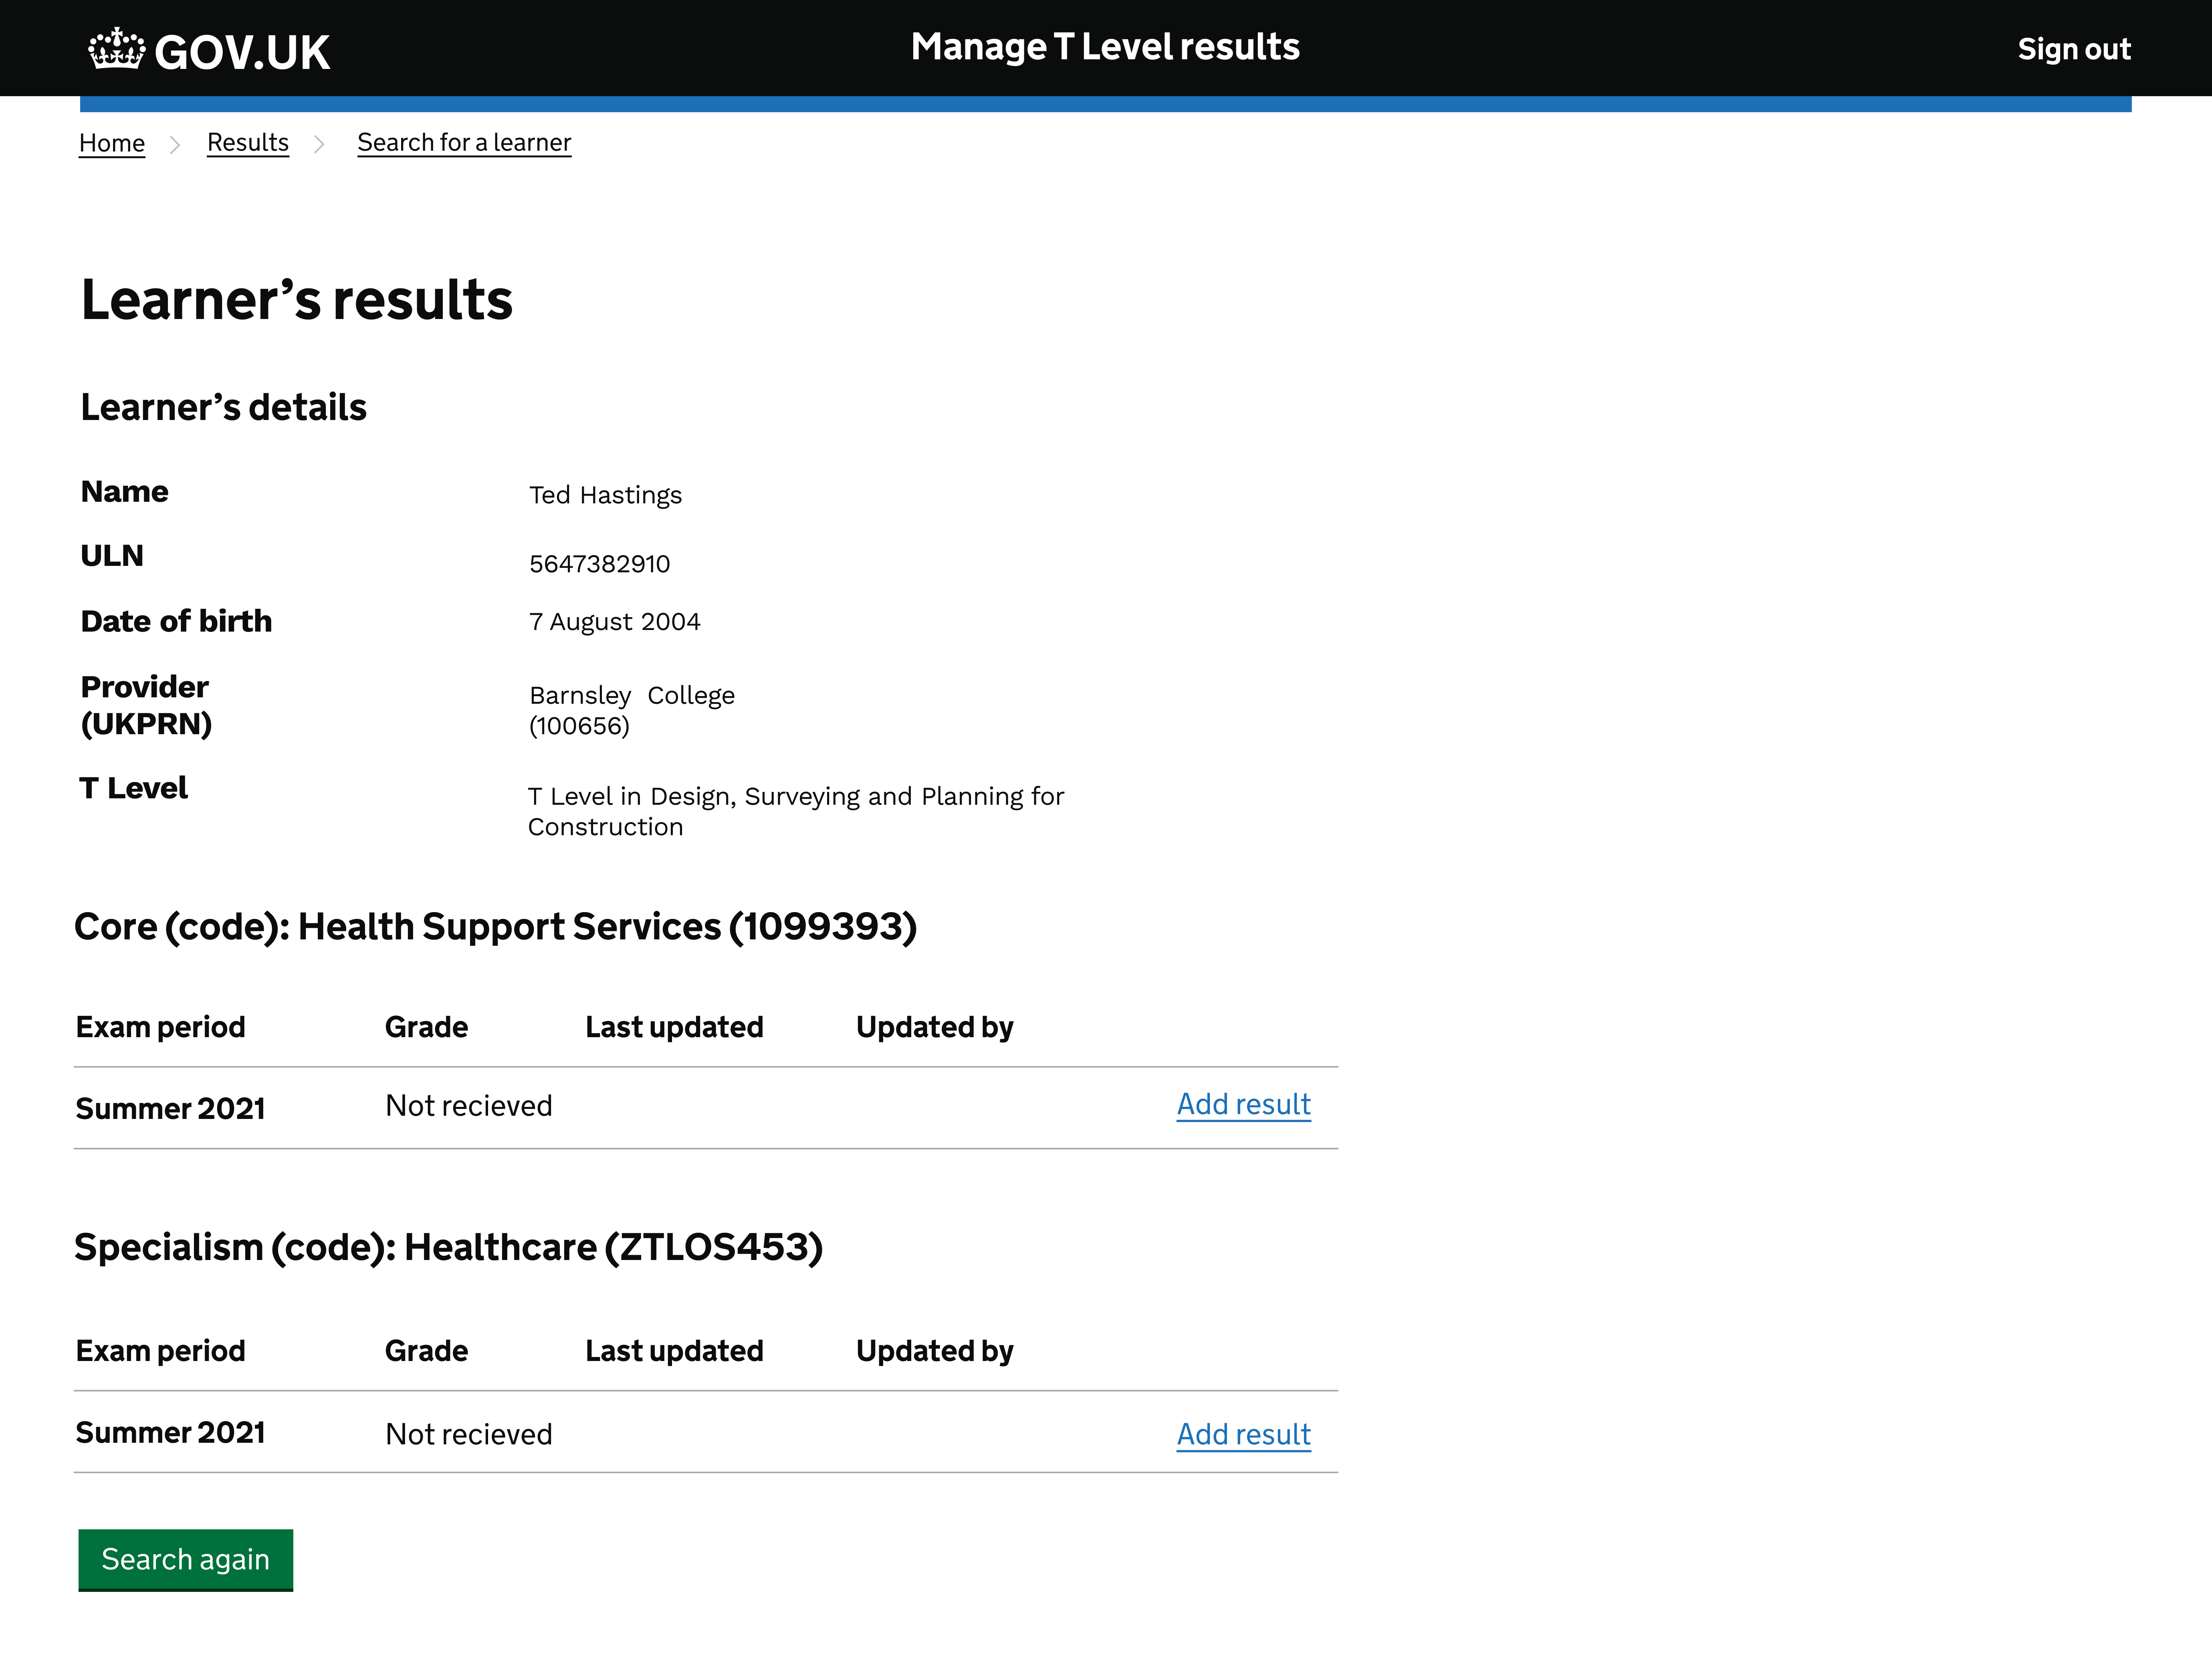 GOV.UK
Manage T Level results
Sign out
Home
Results
Search for a learner
Learner’s results
Learner’s details
Name
Ted Hastings
ULN
5647382910
Date of birth
7 August 2004
Provider
(UKPRN)
Barnsley College
(100656)
T Level
T Level in Design, Surveying and Planning for
Construction
Core (code): Health Support Services (1099393)
Exam period Grade Last updated Updated by
Summer 2021 Not recieved Add result
Specialism (code): Healthcare (ZTLOS453)
Exam period Grade Last updated Updated by
Summer 2021 Not recieved Add result
Search again